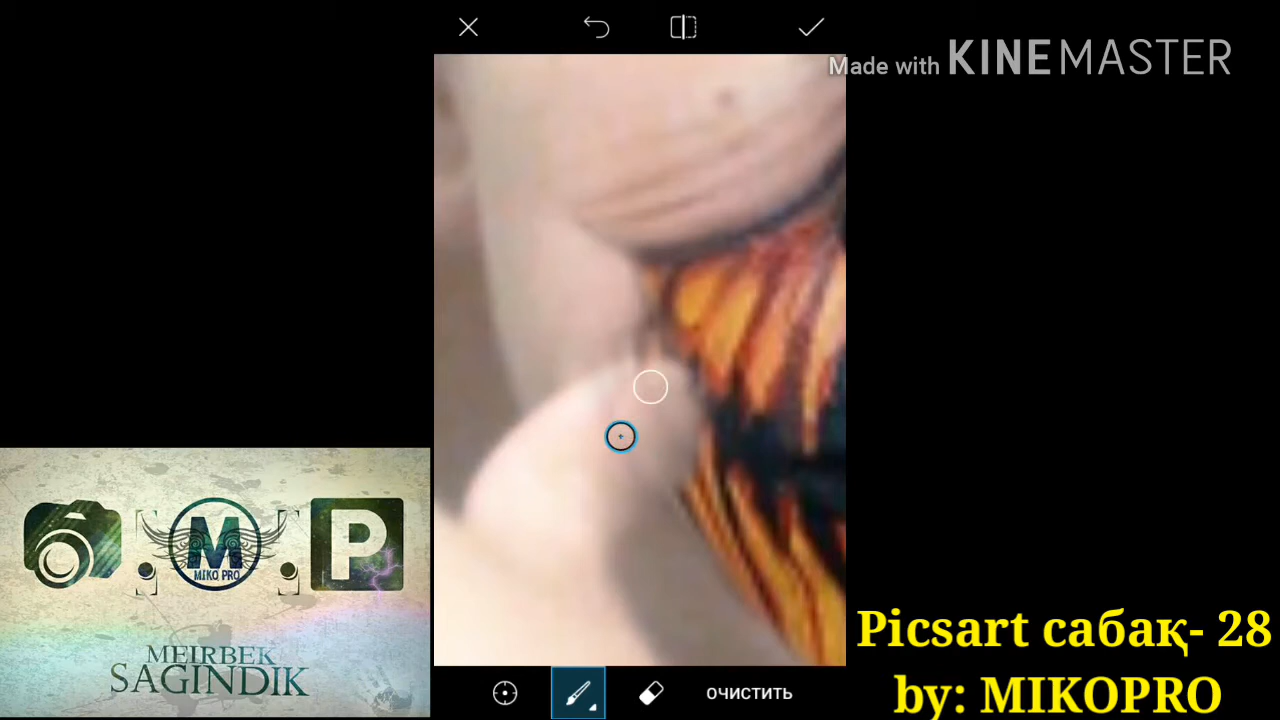 Made with KINEMASTER
M
MIKO PRO
P
MEIRBEK
SAGINDIK
ОЧИСТИТЬ
Picsart сабақ- 28
by: MIKOPRO